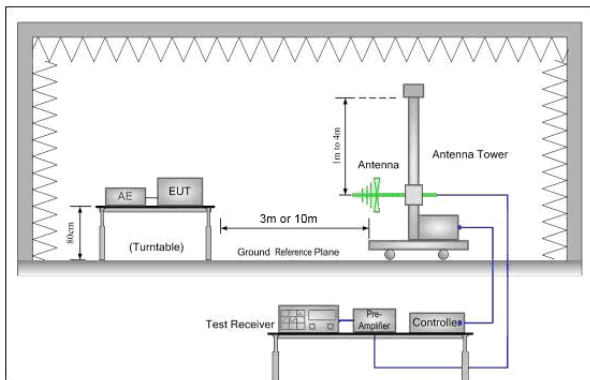 1m to 4m
Antenna
Antenna Tower
AE
EUT
3m or 10m
80cm
(Turntable)
Ground Reference Plane
Test Receiver
Pre-
Amplifier
Controller